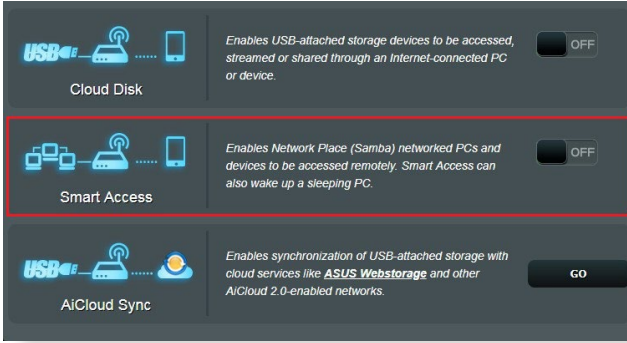 USB
Cloud Disk
Enables USB-attached storage devices to be accessed,
streamed or shared through an Internet-connected PC
or device.
OFF
Smart Access
Enables Network Place (Samba) networked PCs and
devices to be accessed remotely. Smart Access can
also wake up a sleeping PC.
OFF
USB
AiCloud Sync
Enables synchronization of USB-attached storage with
cloud services like ASUS Webstorage and other
AiCloud 2.0-enabled networks.
GO